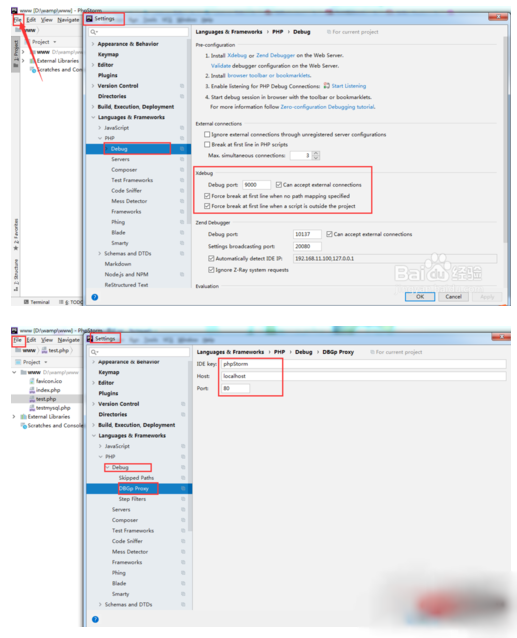 www [D:\wamp\www] - PhpStorm
File Edit View Navigate
www
Project
1: Project
www D:\wamp\www
External Libraries
Scratches and Consoles
2: Favorites
Z: Structure
Terminal
6: TODO
Settings
Appearance & Behavior
Keymap
Editor
Plugins
Version Control
Directories
Build, Execution, Deployment
Languages & Frameworks
JavaScript
PHP
Debug
Servers
Composer
Test Frameworks
Code Sniffer
Mess Detector
Frameworks
Phing
Blade
Smarty
Schemas and DTDs
Markdown
Node.js and NPM
ReStructured Text
Languages & Frameworks › PHP › Debug
For current project
Pre-configuration
1. Install Xdebug or Zend Debugger on the Web Server.
Validate debugger configuration on the Web Server.
2. Install browser toolbar or bookmarklets.
3. Enable listening for PHP Debug Connections: Start Listening
4. Start debug session in browser with the toolbar or bookmarklets.
For more information follow Zero-configuration Debugging tutorial.
External connections
Ignore external connections through unregistered server configurations
Break at first line in PHP scripts
Max. simultaneous connections: 3
Xdebug
Debug port: 9000 Can accept external connections
Force break at first line when no path mapping specified
Force break at first line when a script is outside the project
Zend Debugger
Debug port: 10137 Can accept external connections
Settings broadcasting port: 20080
Automatically detect IDE IP: 192.168.11.100,127.0.0.1
Ignore Z-Ray system requests
Evaluation
Bai 经验
OK Cancel Apply
www [D:\wamp\www] - PhpStorm
File Edit View Navigate
www test.php
Project
www D:\wamp\www
favicon.ico
index.php
test.php
testmysql.php
External Libraries
Scratches and Consoles
Settings
Appearance & Behavior
Keymap
Editor
Plugins
Version Control
Directories
Build, Execution, Deployment
Languages & Frameworks
JavaScript
PHP
Debug
Skipped Paths
DBGp Proxy
Step Filters
Servers
Composer
Test Frameworks
Code Sniffer
Mess Detector
Frameworks
Phing
Blade
Smarty
Schemas and DTDs
Languages & Frameworks › PHP › Debug › DBGp Proxy
For current project
IDE key: phpStorm
Host: localhost
Port: 80